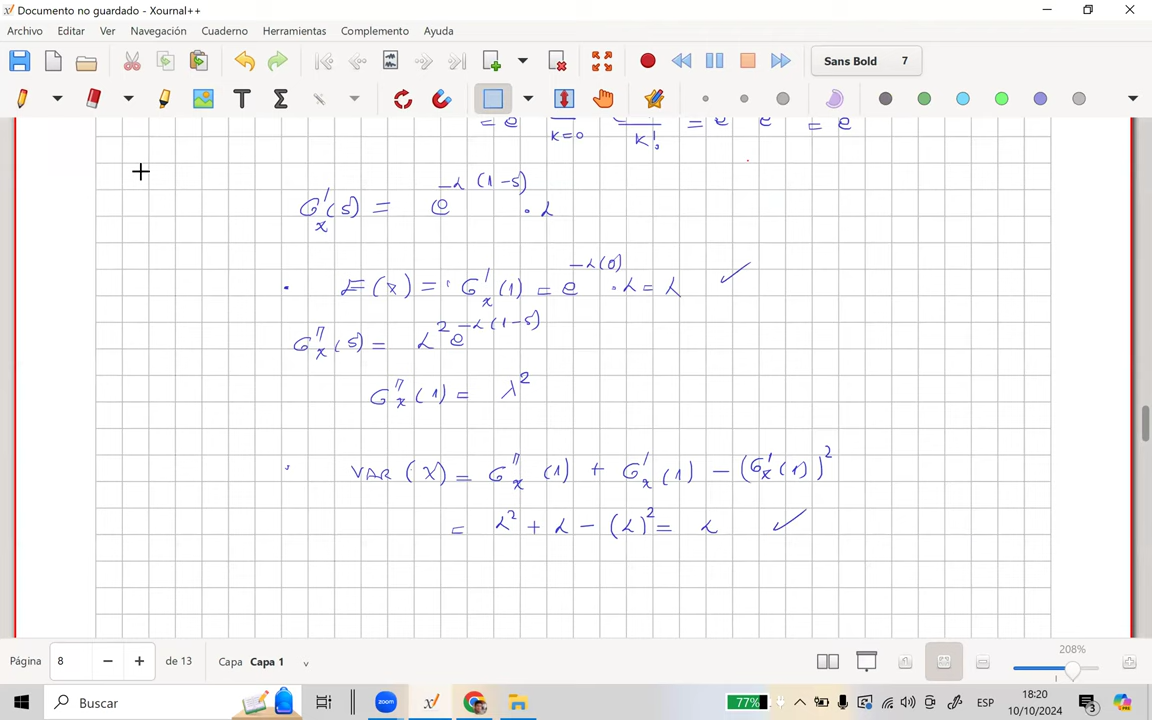 Documento no guardado - Xournal++
Archivo Editar Ver Navegación Cuaderno Herramientas Complemento Ayuda
Sans Bold 7
K=0 K!
G'x(s) = e^-λ(1-s) · λ
· E(X) = G'x(1) = e^-λ(0) · λ = λ ✓
G''x(s) = λ² e^-λ(1-s)
G''x(1) = λ²
· VAR(X) = G''x(1) + G'x(1) - (G'x(1))²
= λ² + λ - (λ)² = λ ✓
Página 8 de 13 Capa Capa 1 208%
Buscar zoom 77% ESP 18:20
10/10/2024 3